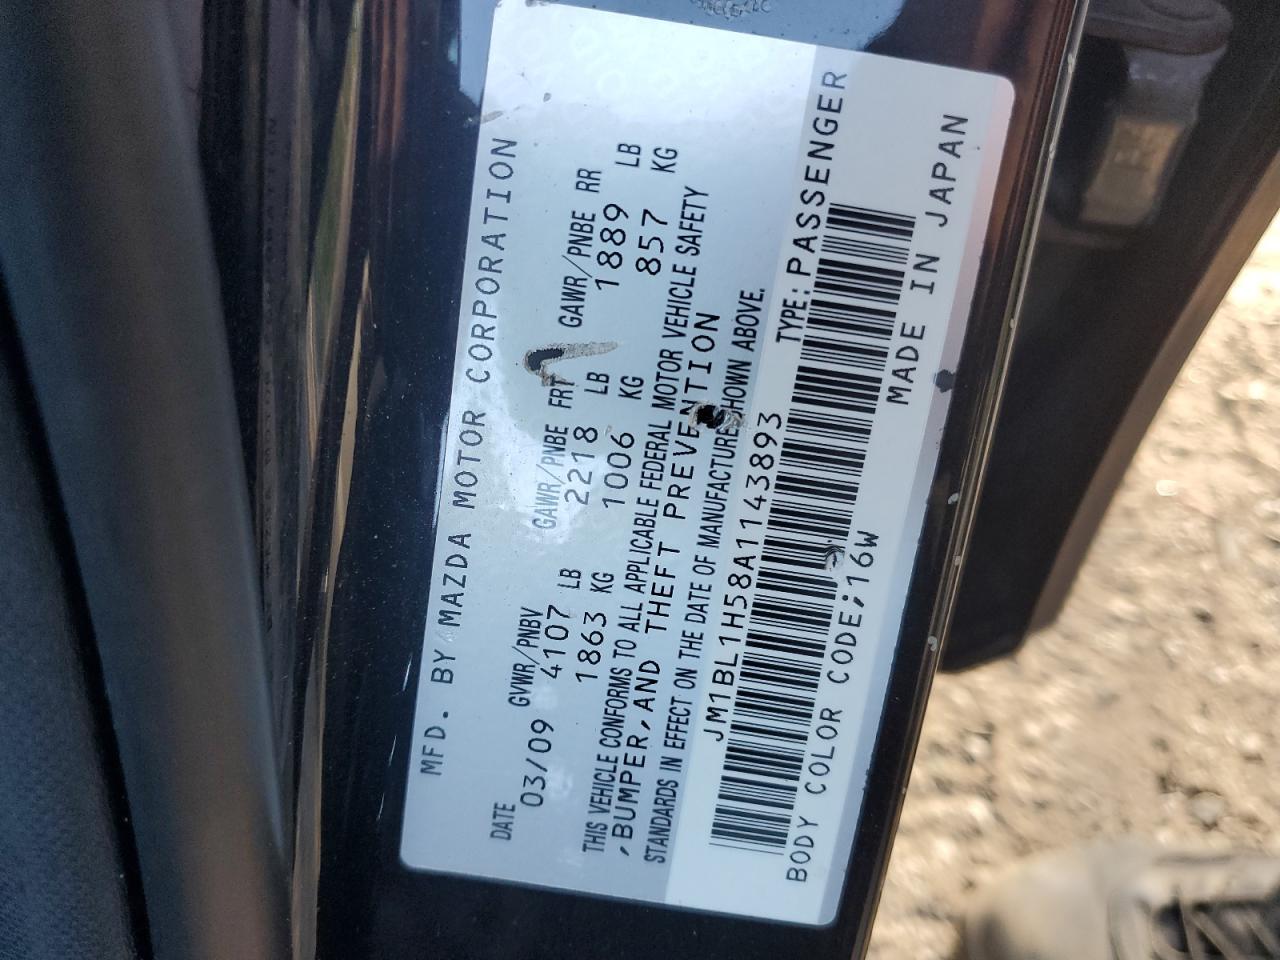 MFD. BY MAZDA MOTOR CORPORATION
DATE GVWR/PNBV GAWR/PNBE FRT GAWR/PNBE RR
03/09 4107 LB 2218 LB 1889 LB
1863 KG 1006 KG 857 KG
THIS VEHICLE CONFORMS TO ALL APPLICABLE FEDERAL MOTOR VEHICLE SAFETY
,BUMPER,AND THEFT PREVENTION
STANDARDS IN EFFECT ON THE DATE OF MANUFACTURE SHOWN ABOVE.
JM1BL1H58A1143893 TYPE:PASSENGER
BODY COLOR CODE;16W MADE IN JAPAN